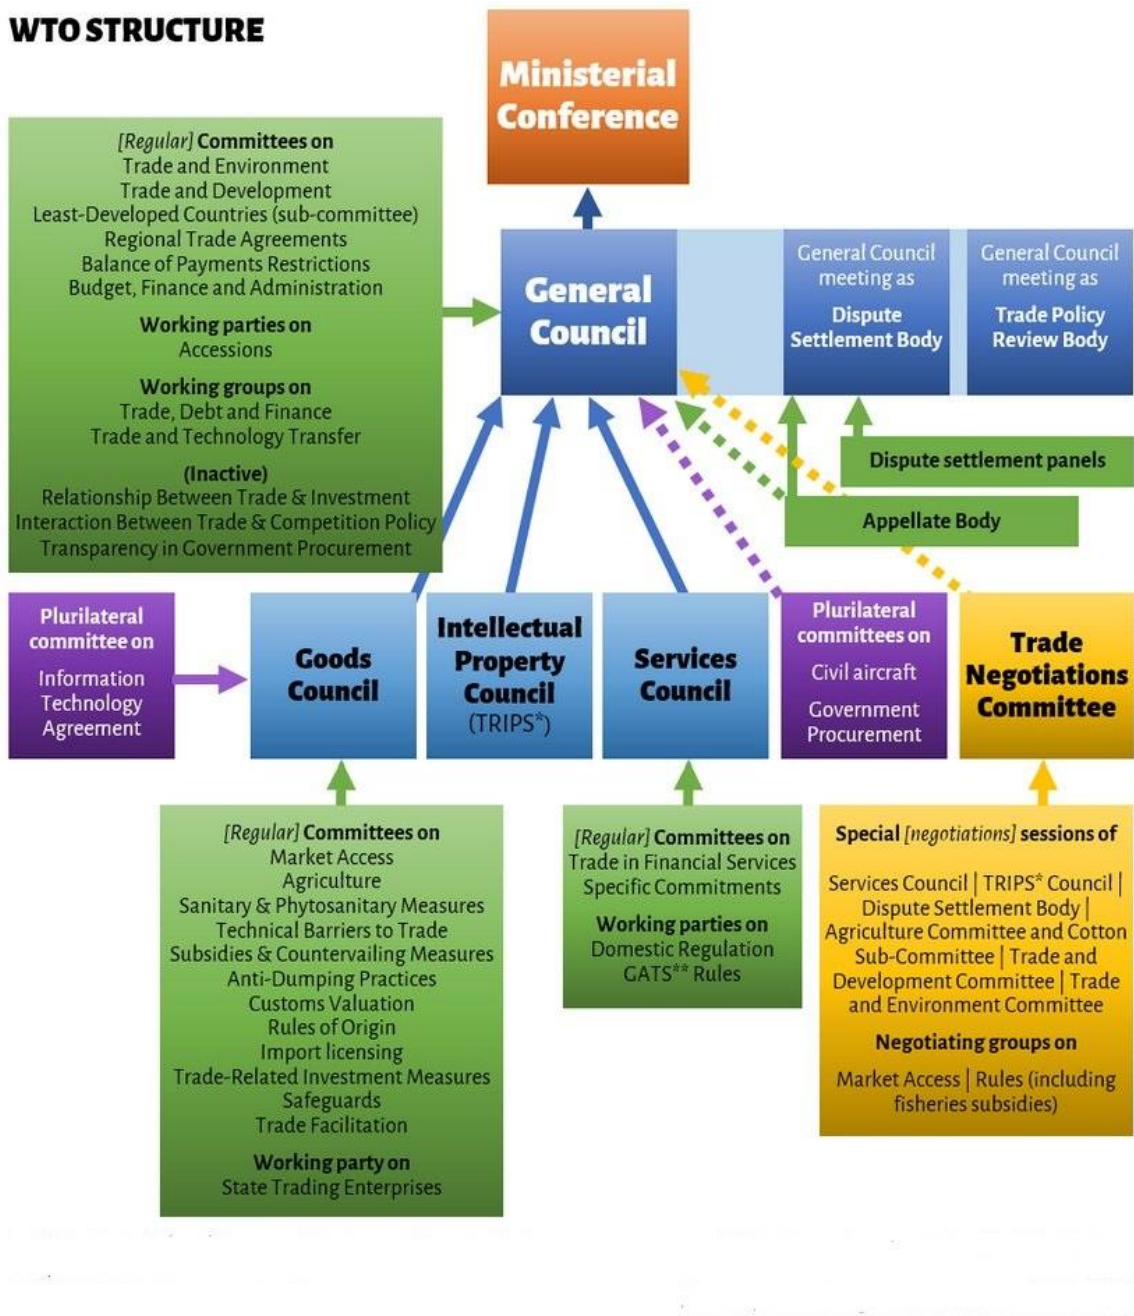 WTO STRUCTURE
Ministerial
Conference
[Regular] Committees on
Trade and Environment
Trade and Development
Least-Developed Countries (sub-committee)
Regional Trade Agreements
Balance of Payments Restrictions
Budget, Finance and Administration
Working parties on
Accessions
Working groups on
Trade, Debt and Finance
Trade and Technology Transfer
(Inactive)
Relationship Between Trade & Investment
Interaction Between Trade & Competition Policy
Transparency in Government Procurement
General
Council
General Council
meeting as
Dispute
Settlement Body
General Council
meeting as
Trade Policy
Review Body
Dispute settlement panels
Appellate Body
Plurilateral
committee on
Information
Technology
Agreement
Goods
Council
Intellectual
Property
Council
(TRIPS*)
Services
Council
Plurilateral
committees on
Civil aircraft
Government
Procurement
Trade
Negotiations
Committee
[Regular] Committees on
Market Access
Agriculture
Sanitary & Phytosanitary Measures
Technical Barriers to Trade
Subsidies & Countervailing Measures
Anti-Dumping Practices
Customs Valuation
Rules of Origin
Import licensing
Trade-Related Investment Measures
Safeguards
Trade Facilitation
Working party on
State Trading Enterprises
[Regular] Committees on
Trade in Financial Services
Specific Commitments
Working parties on
Domestic Regulation
GATS** Rules
Special [negotiations] sessions of
Services Council | TRIPS* Council |
Dispute Settlement Body |
Agriculture Committee and Cotton
Sub-Committee | Trade and
Development Committee | Trade
and Environment Committee
Negotiating groups on
Market Access | Rules (including
fisheries subsidies)